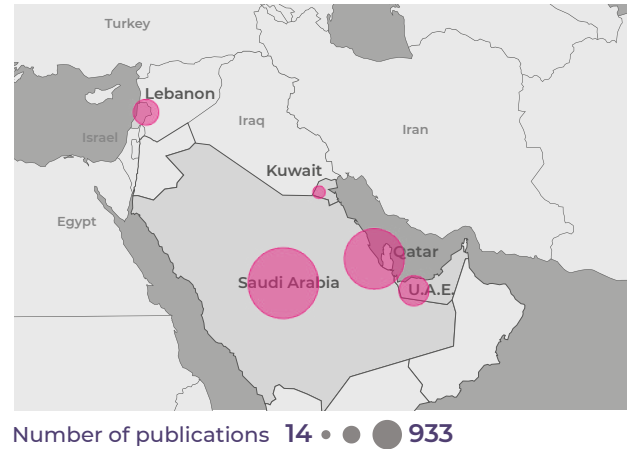 Turkey
Lebanon
Iraq
Israel
Iran
Kuwait
Egypt
Qatar
Saudi Arabia
U.A.E.
Number of publications 14 933